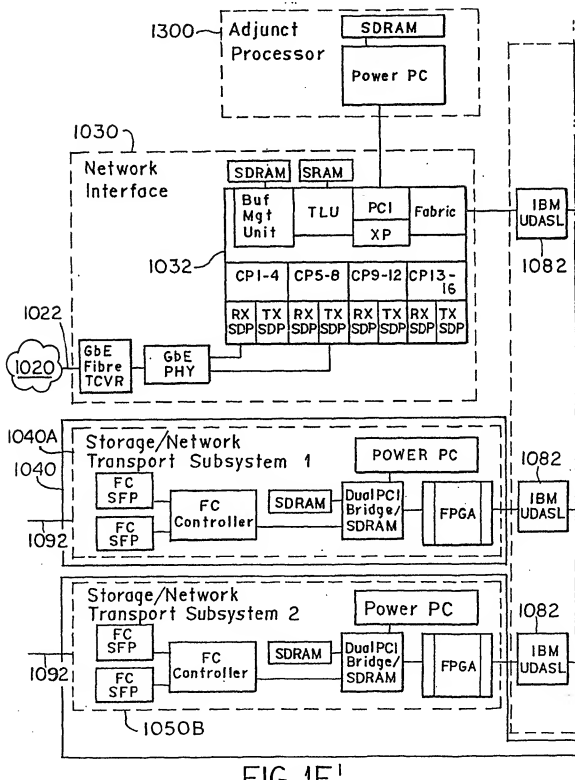 1300
Adjunct
Processor
SDRAM
Power PC
1030
Network
Interface
SDRAM
SRAM
Buf
Mgt
Unit
TLU
PCI
XP
Fabric
1032
CP1-4
CP5-8
CP9-12
CP13-
16
RX
SDP
TX
SDP
RX
SDP
TX
SDP
RX
SDP
TX
SDP
RX
SDP
TX
SDP
1022
1020
GbE
Fibre
TCVR
GbE
PHY
IBM
UDASL
1082
1040A
1040
Storage/Network
Transport Subsystem 1
FC
SFP
FC
SFP
1092
FC
Controller
SDRAM
POWER PC
Dual PCI
Bridge/
SDRAM
FPGA
1082
IBM
UDASL
Storage/Network
Transport Subsystem 2
FC
SFP
FC
SFP
1092
FC
Controller
SDRAM
Power PC
Dual PCI
Bridge/
SDRAM
FPGA
1082
IBM
UDASL
1050B
FIG. 1E'